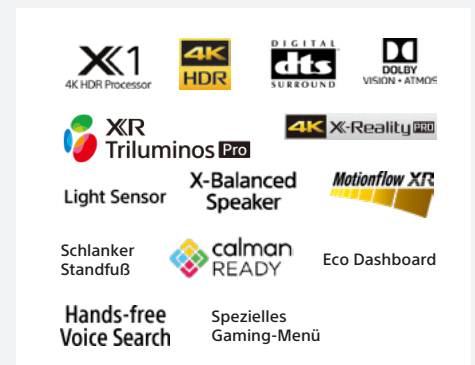 X1
4K HDR Processor
4K
HDR
DIGITAL
dts
SURROUND
DOLBY
VISION • ATMOS
XR
Triluminos Pro
4K X-Reality PRO
Light Sensor
X-Balanced
Speaker
Motionflow XR
Schlanker
Standfuß
calman
READY
Eco Dashboard
Hands-free
Voice Search
Spezielles
Gaming-Menü